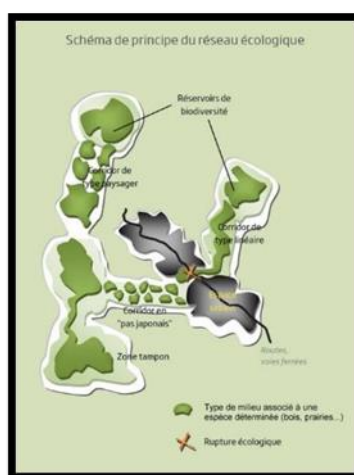 Schéma de principe du réseau écologique
Réservoirs de
biodiversité
Corridor de
type paysager
Corridor de
type linéaire
Corridor en
"pas japonais"
Zone tampon
Routes,
voies ferrées
Type de milieu associé à une
espèce déterminée (bois, prairies...)
Rupture écologique